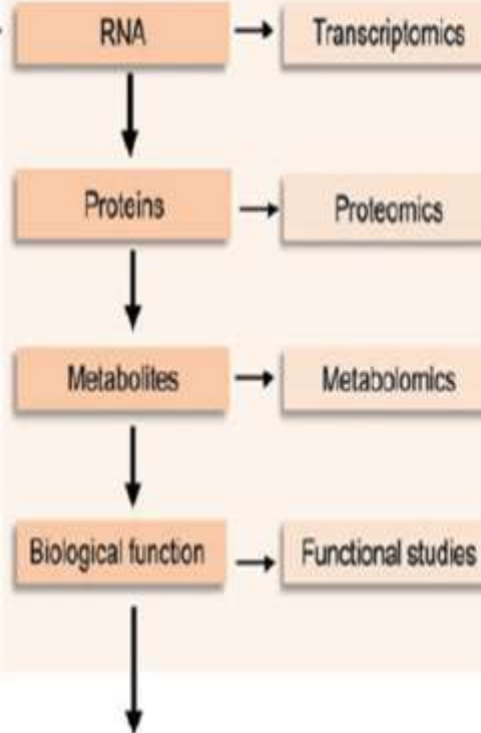 RNA
Transcriptomics
Proteins
Proteomics
Metabolites
Metabolomics
Biological function
Functional studies